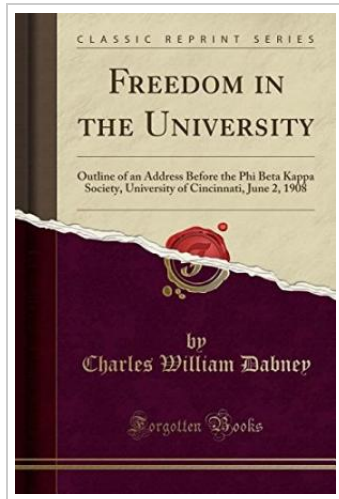 CLASSIC REPRINT SERIES
FREEDOM IN
THE UNIVERSITY
Outline of an Address Before the Phi Beta Kappa
Society, University of Cincinnati, June 2, 1908
by
Charles William Dabney
Forgotten Books